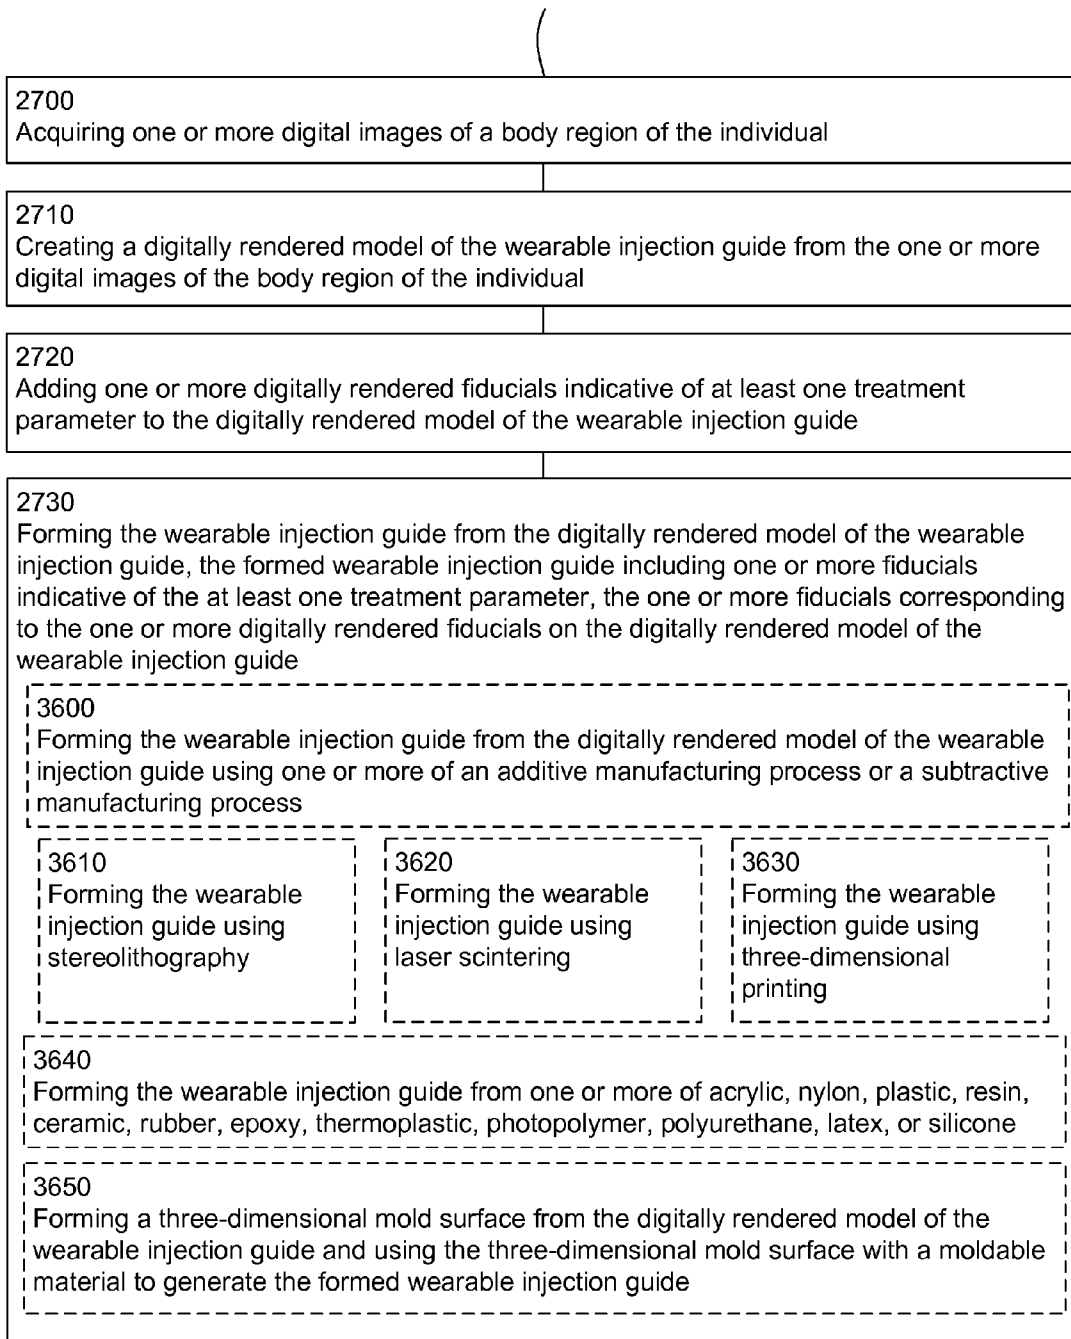 2700
Acquiring one or more digital images of a body region of the individual
2710
Creating a digitally rendered model of the wearable injection guide from the one or more
digital images of the body region of the individual
2720
Adding one or more digitally rendered fiducials indicative of at least one treatment
parameter to the digitally rendered model of the wearable injection guide
2730
Forming the wearable injection guide from the digitally rendered model of the wearable
injection guide, the formed wearable injection guide including one or more fiducials
indicative of the at least one treatment parameter, the one or more fiducials corresponding
to the one or more digitally rendered fiducials on the digitally rendered model of the
wearable injection guide
3600
Forming the wearable injection guide from the digitally rendered model of the wearable
injection guide using one or more of an additive manufacturing process or a subtractive
manufacturing process
3610
Forming the wearable
injection guide using
stereolithography
3620
Forming the wearable
injection guide using
laser scintering
3630
Forming the wearable
injection guide using
three-dimensional
printing
3640
Forming the wearable injection guide from one or more of acrylic, nylon, plastic, resin,
ceramic, rubber, epoxy, thermoplastic, photopolymer, polyurethane, latex, or silicone
3650
Forming a three-dimensional mold surface from the digitally rendered model of the
wearable injection guide and using the three-dimensional mold surface with a moldable
material to generate the formed wearable injection guide